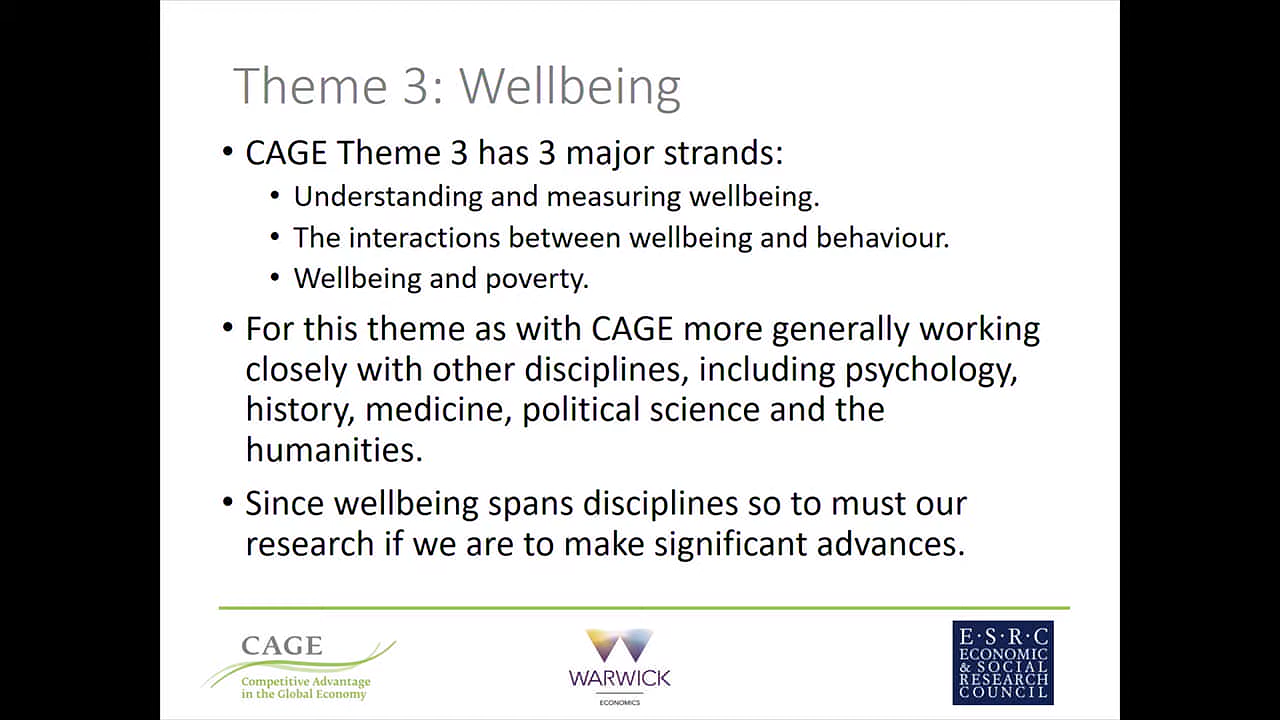 Theme 3: Wellbeing
• CAGE Theme 3 has 3 major strands:
• Understanding and measuring wellbeing.
• The interactions between wellbeing and behaviour.
• Wellbeing and poverty.
• For this theme as with CAGE more generally working
closely with other disciplines, including psychology,
history, medicine, political science and the
humanities.
• Since wellbeing spans disciplines so to must our
research if we are to make significant advances.
CAGE
Competitive Advantage
in the Global Economy
WARWICK
ECONOMICS
E·S·R·C
ECONOMIC
& SOCIAL
RESEARCH
COUNCIL